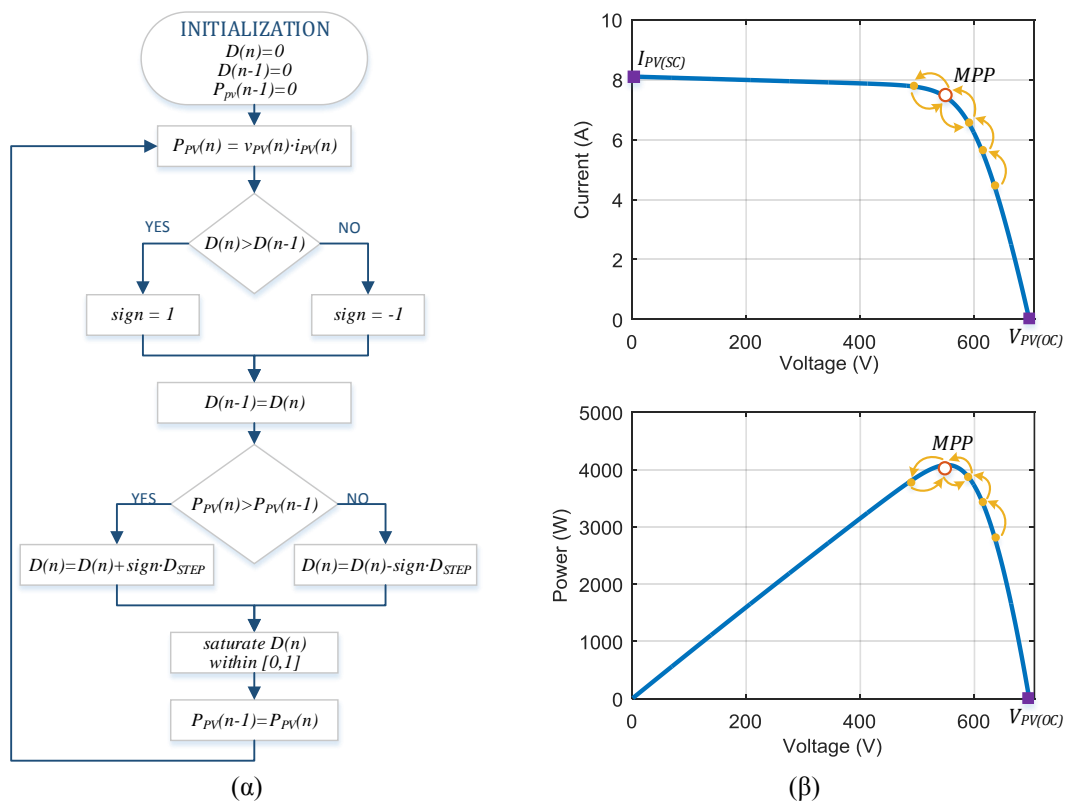 INITIALIZATION
D(n)=0
D(n-1)=0
P_pv(n-1)=0
P_PV(n) = v_PV(n)·i_PV(n)
YES
NO
D(n)>D(n-1)
sign = 1
sign = -1
D(n-1)=D(n)
YES
NO
P_PV(n)>P_PV(n-1)
D(n)=D(n)+sign·D_STEP
D(n)=D(n)-sign·D_STEP
saturate D(n)
within [0,1]
P_PV(n-1)=P_PV(n)
(α)
10
8
6
4
2
0
Current (A)
I_PV(SC)
MPP
0
200
400
600
V_PV(OC)
Voltage (V)
5000
4000
3000
2000
1000
0
Power (W)
MPP
0
200
400
600
V_PV(OC)
Voltage (V)
(β)